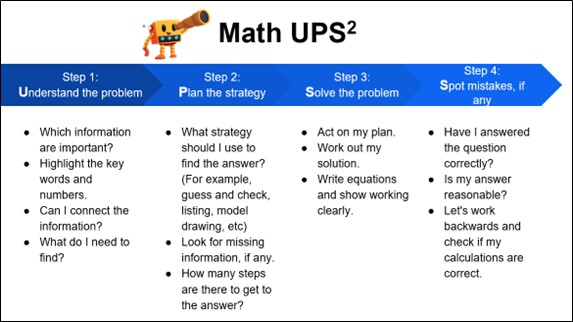 Math UPS²
Step 1:
Understand the problem
Step 2:
Plan the strategy
Step 3:
Solve the problem
Step 4:
Spot mistakes, if
any
● Which information
are important?
● Highlight the key
words and
numbers.
● Can I connect the
information?
● What do I need to
find?
● What strategy
should I use to
find the answer?
(For example,
guess and check,
listing, model
drawing, etc)
● Look for missing
information, if any.
● How many steps
are there to get to
the answer?
● Act on my plan.
● Work out my
solution.
● Write equations
and show working
clearly.
● Have I answered
the question
correctly?
● Is my answer
reasonable?
● Let's work
backwards and
check if my
calculations are
correct.